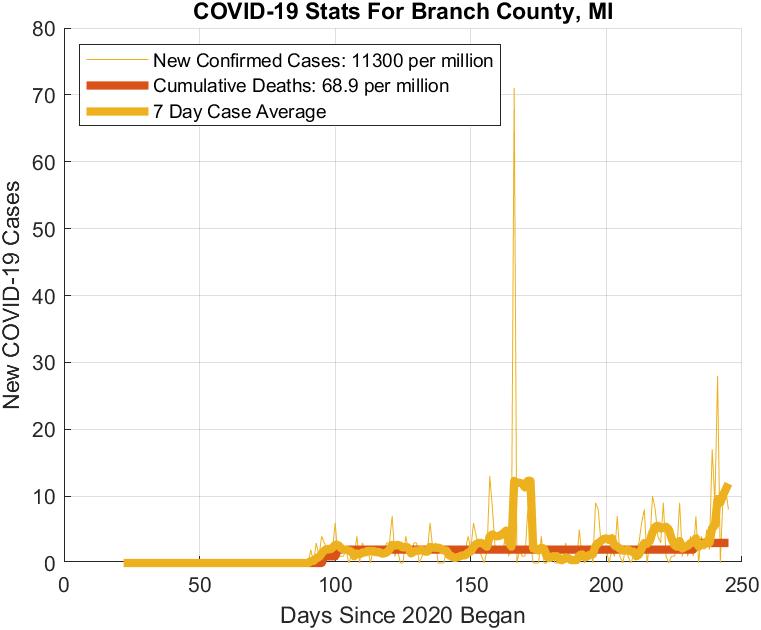 COVID-19 Stats For Branch County, MI
80
70
60
50
40
30
20
10
0
New COVID-19 Cases
New Confirmed Cases: 11300 per million
Cumulative Deaths: 68.9 per million
7 Day Case Average
0 50 100 150 200 250
Days Since 2020 Began